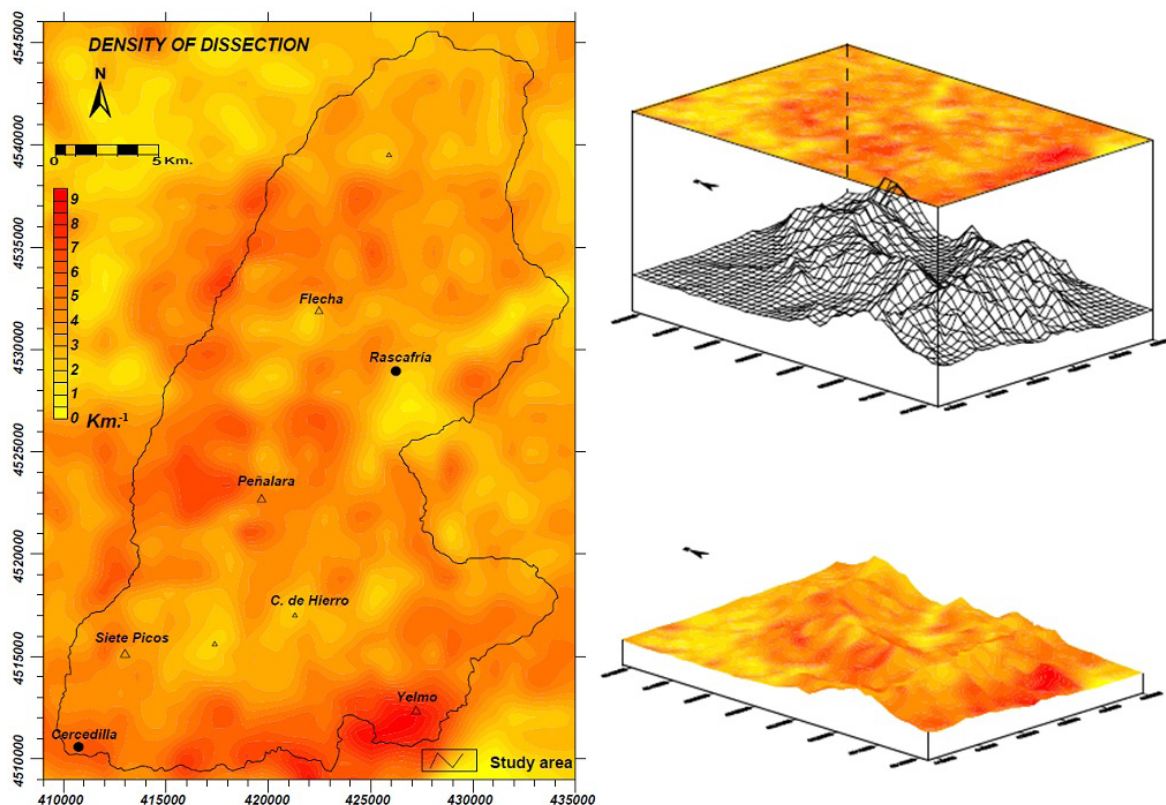 DENSITY OF DISSECTION
N
0 5 Km.
9
8
7
6
5
4
3
2
1
0
Km.-1
Flecha
Rascafría
Peñalara
C. de Hierro
Siete Picos
Yelmo
Cercedilla
Study area
4545000
4540000
4535000
4530000
4525000
4520000
4515000
4510000
410000 415000 420000 425000 430000 435000